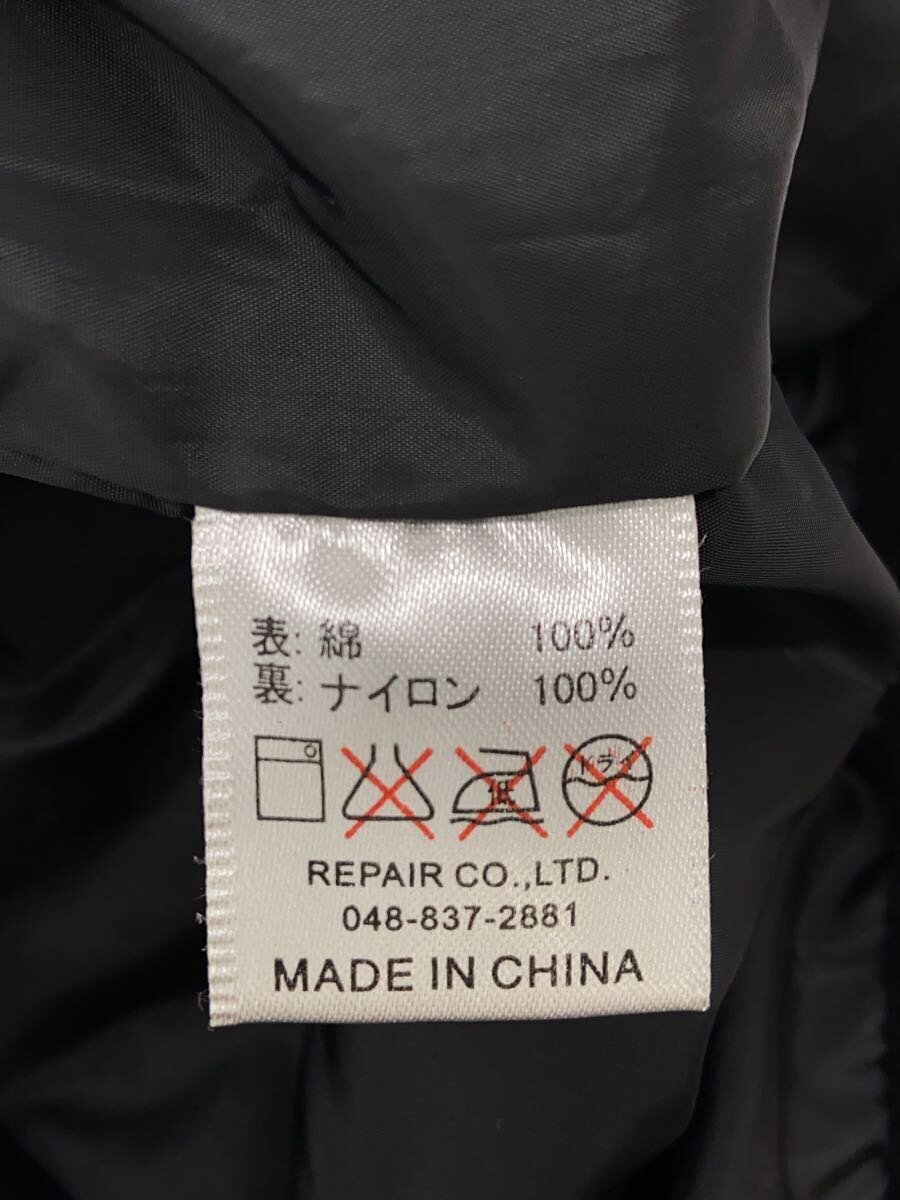 表: 綿 100%
裏: ナイロン 100%
低 ドライ
REPAIR CO.,LTD.
048-837-2881
MADE IN CHINA